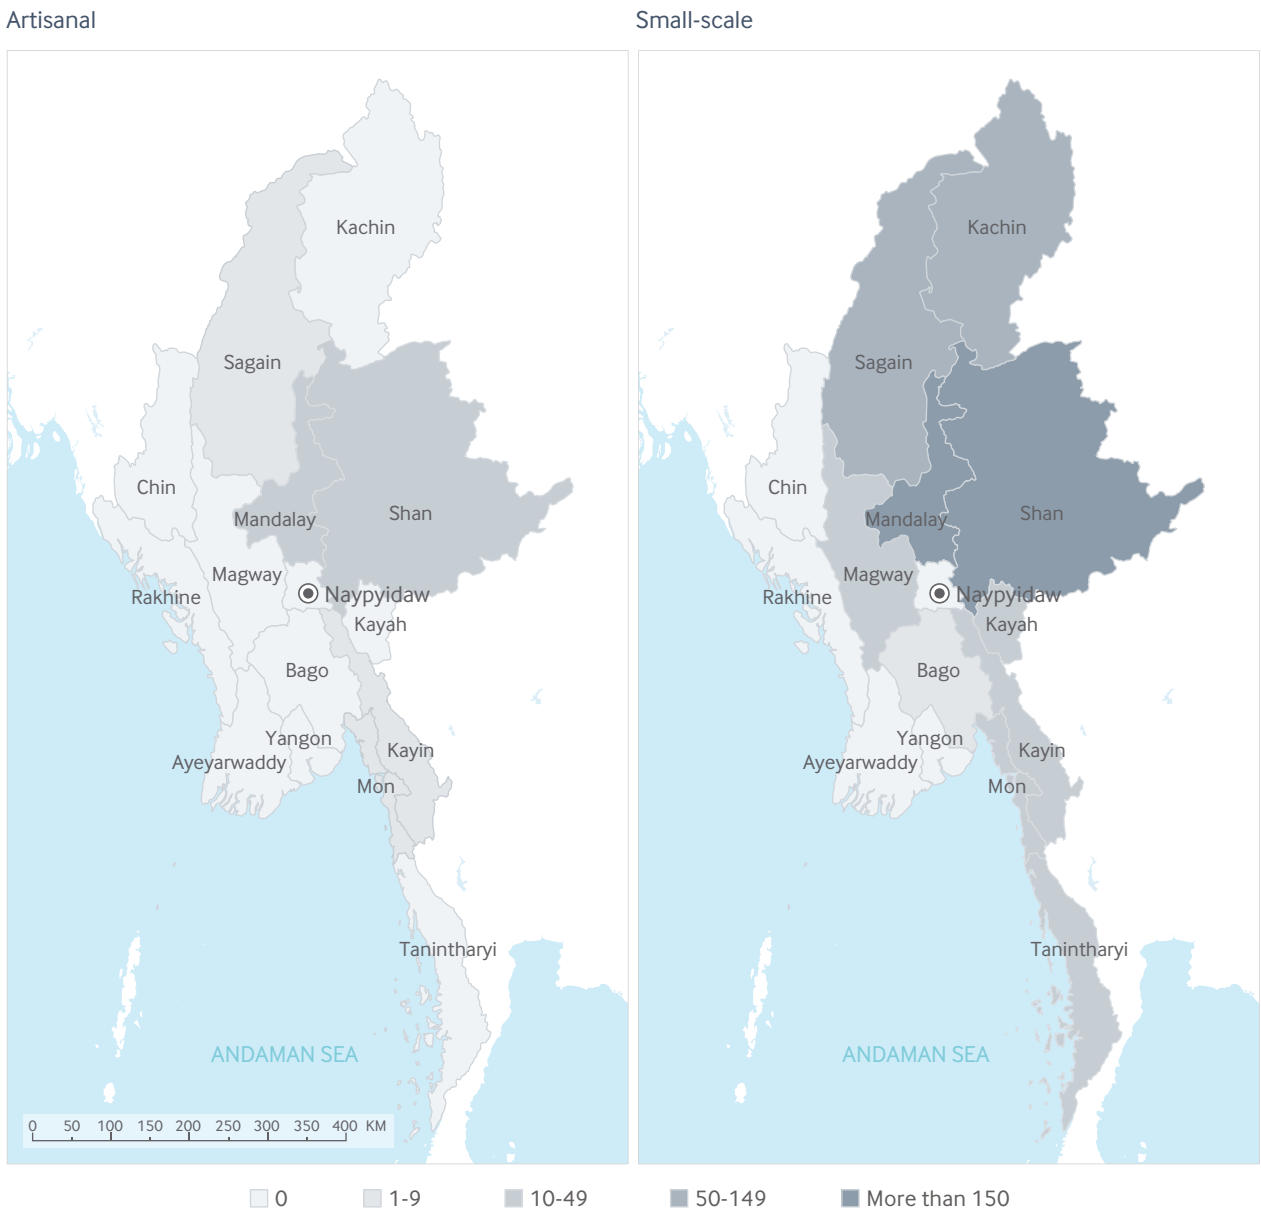 Artisanal
Small-scale
Kachin
Sagain
Chin
Mandalay
Shan
Magway
Naypyidaw
Rakhine
Kayah
Bago
Yangon
Ayeyarwaddy
Kayin
Mon
Tanintharyi
ANDAMAN SEA
0 50 100 150 200 250 300 350 400 KM
Kachin
Sagain
Chin
Mandalay
Shan
Magway
Naypyidaw
Rakhine
Kayah
Bago
Yangon
Ayeyarwaddy
Kayin
Mon
Tanintharyi
ANDAMAN SEA
0 1-9 10-49 50-149 More than 150